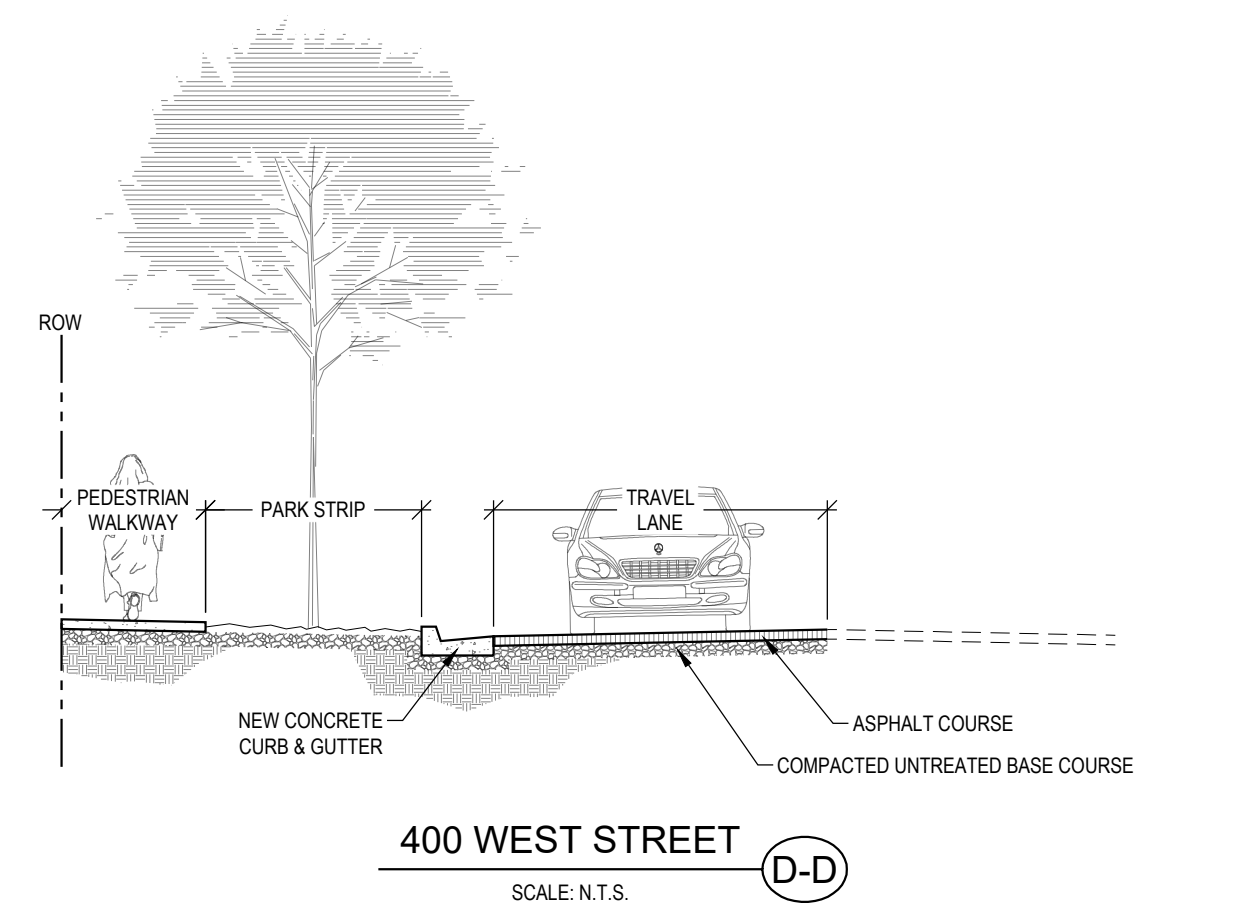 ROW
PEDESTRIAN
WALKWAY
PARK STRIP
TRAVEL
LANE
NEW CONCRETE
CURB & GUTTER
ASPHALT COURSE
COMPACTED UNTREATED BASE COURSE
400 WEST STREET
D-D
SCALE: N.T.S.